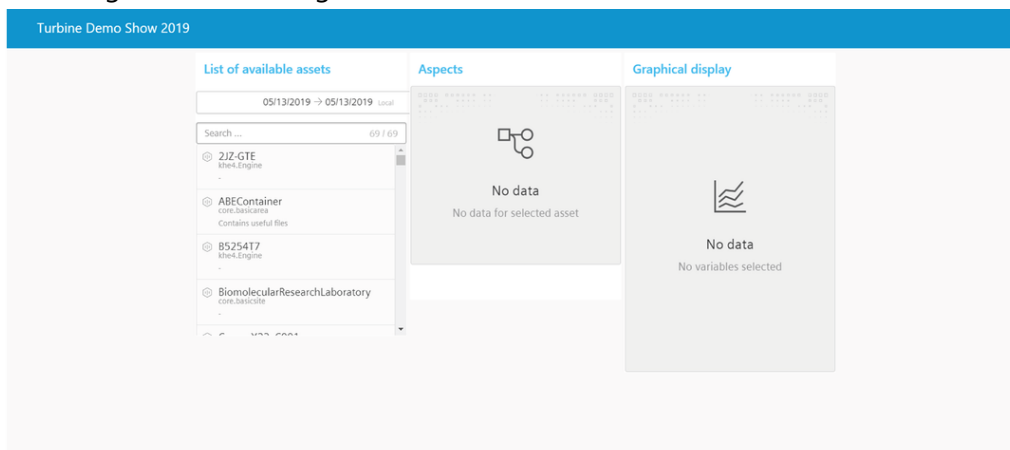 Turbine Demo Show 2019
List of available assets
05/13/2019 → 05/13/2019 Local
Search ... 69 / 69
2JZ-GTE
khe4.Engine
-
ABEContainer
core.basicarea
Contains useful files
B5254T7
khe4.Engine
-
BiomolecularResearchLaboratory
core.basicsite
-
Aspects
No data
No data for selected asset
Graphical display
No data
No variables selected